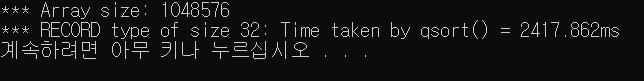 *** Array size: 1048576
*** RECORD type of size 32: Time taken by qsort() = 2417.862ms
계속하려면 아무 키나 누르십시오 . . .